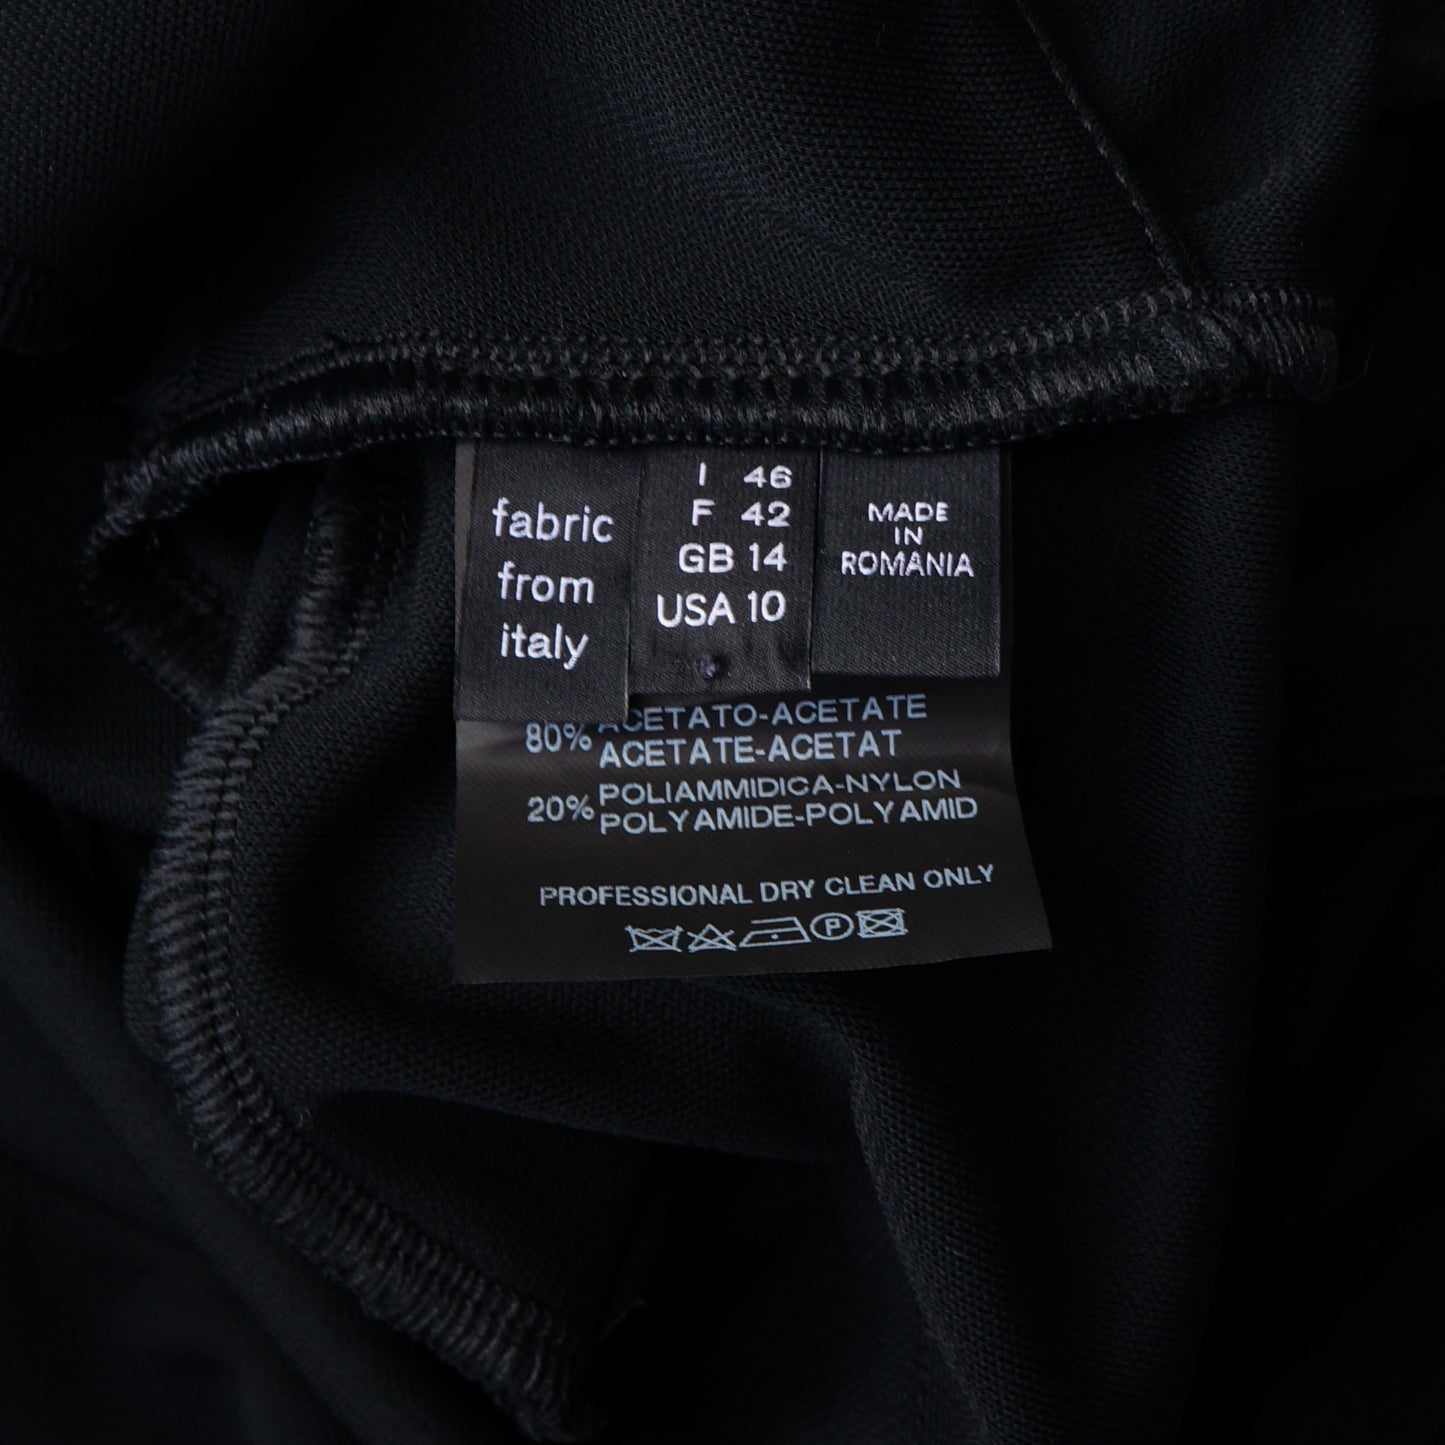 fabric
from
italy
I 46
F 42
GB 14
USA 10
MADE
IN
ROMANIA
80% ACETATO-ACETATE
ACETATE-ACETAT
20% POLIAMMIDICA-NYLON
POLYAMIDE-POLYAMID
PROFESSIONAL DRY CLEAN ONLY
P